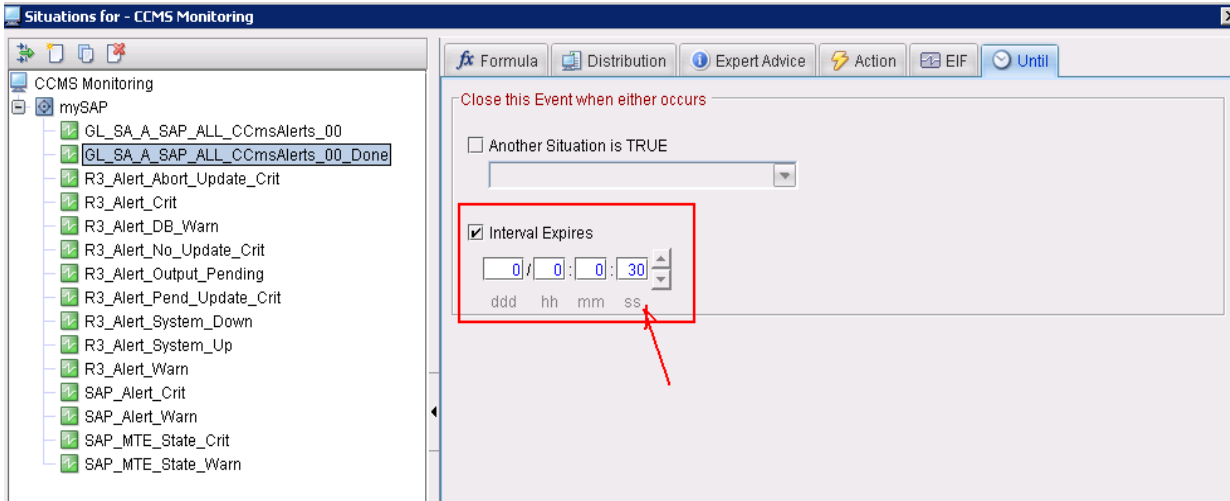 Situations for - CCMS Monitoring
CCMS Monitoring
mySAP
GL_SA_A_SAP_ALL_CCmsAlerts_00
GL_SA_A_SAP_ALL_CCmsAlerts_00_Done
R3_Alert_Abort_Update_Crit
R3_Alert_Crit
R3_Alert_DB_Warn
R3_Alert_No_Update_Crit
R3_Alert_Output_Pending
R3_Alert_Pend_Update_Crit
R3_Alert_System_Down
R3_Alert_System_Up
R3_Alert_Warn
SAP_Alert_Crit
SAP_Alert_Warn
SAP_MTE_State_Crit
SAP_MTE_State_Warn
fx Formula Distribution Expert Advice Action EIF Until
Close this Event when either occurs
Another Situation is TRUE
Interval Expires
0 / 0 : 0 : 30
ddd hh mm ss